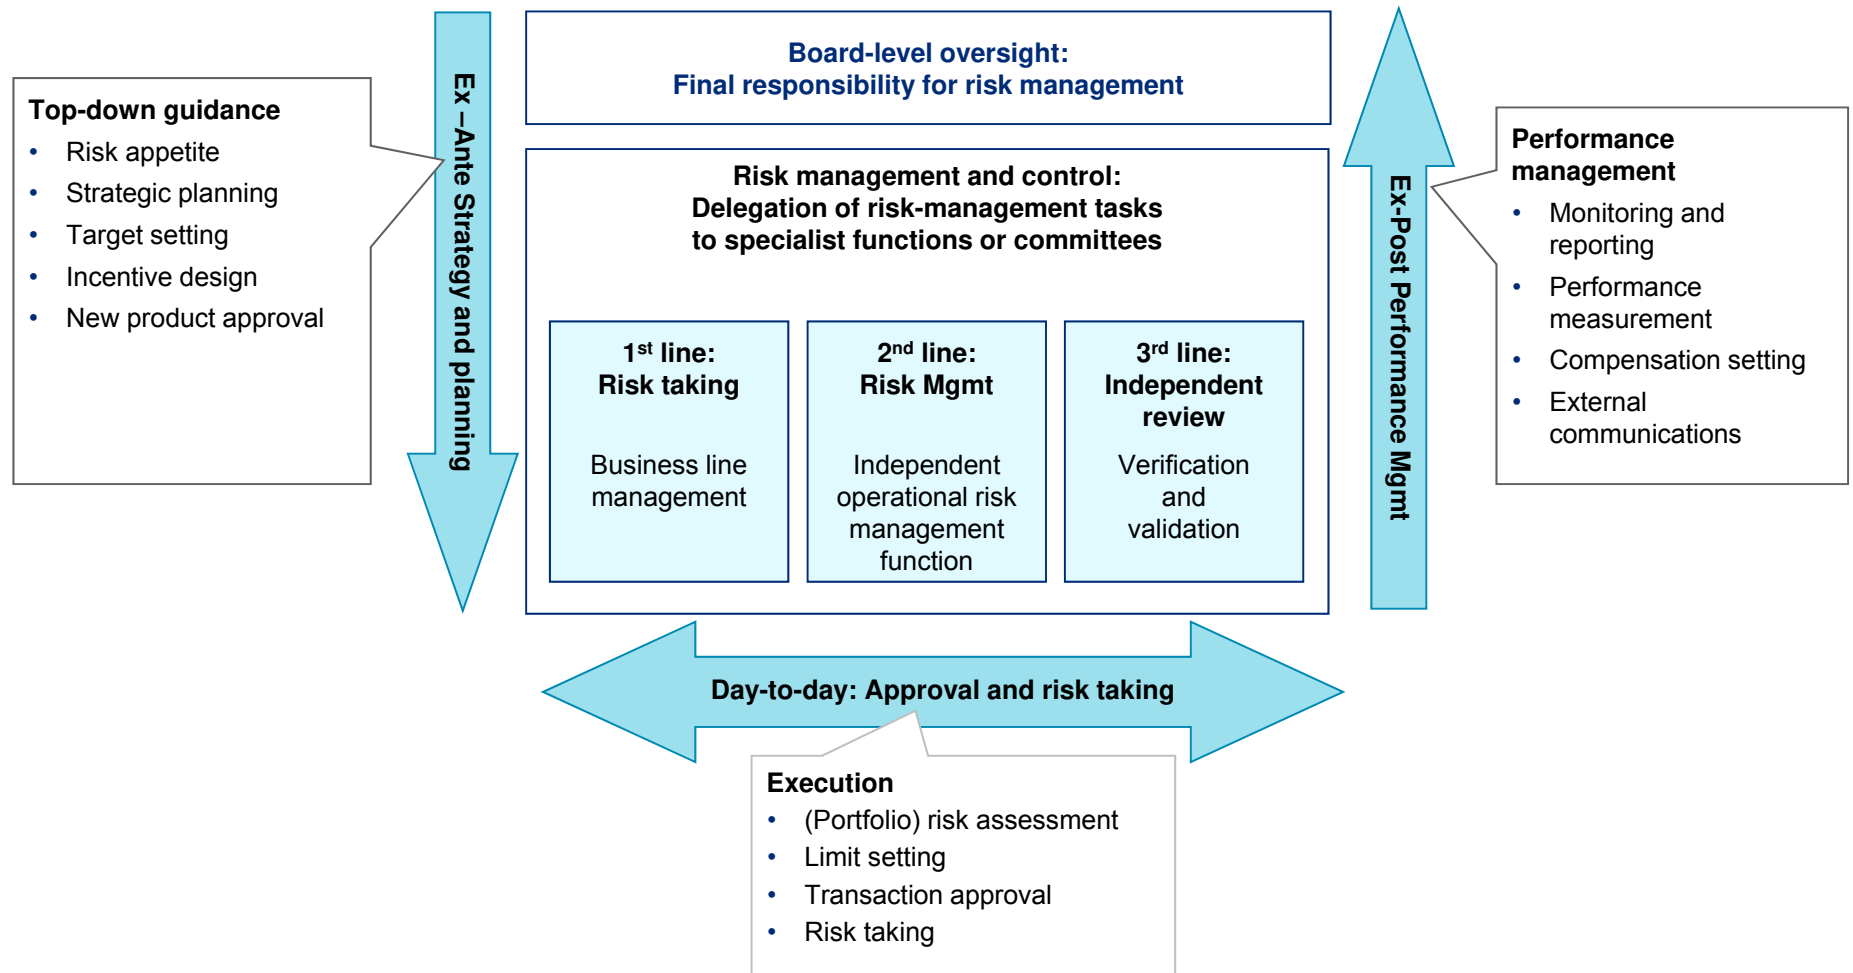 Board-level oversight:
Final responsibility for risk management
Top-down guidance
• Risk appetite
• Strategic planning
• Target setting
• Incentive design
• New product approval
Ex –Ante Strategy and planning
Risk management and control:
Delegation of risk-management tasks
to specialist functions or committees
1st line:
Risk taking
Business line
management
2nd line:
Risk Mgmt
Independent
operational risk
management
function
3rd line:
Independent
review
Verification
and
validation
Ex-Post Performance Mgmt
Performance
management
• Monitoring and
reporting
• Performance
measurement
• Compensation setting
• External
communications
Day-to-day: Approval and risk taking
Execution
• (Portfolio) risk assessment
• Limit setting
• Transaction approval
• Risk taking